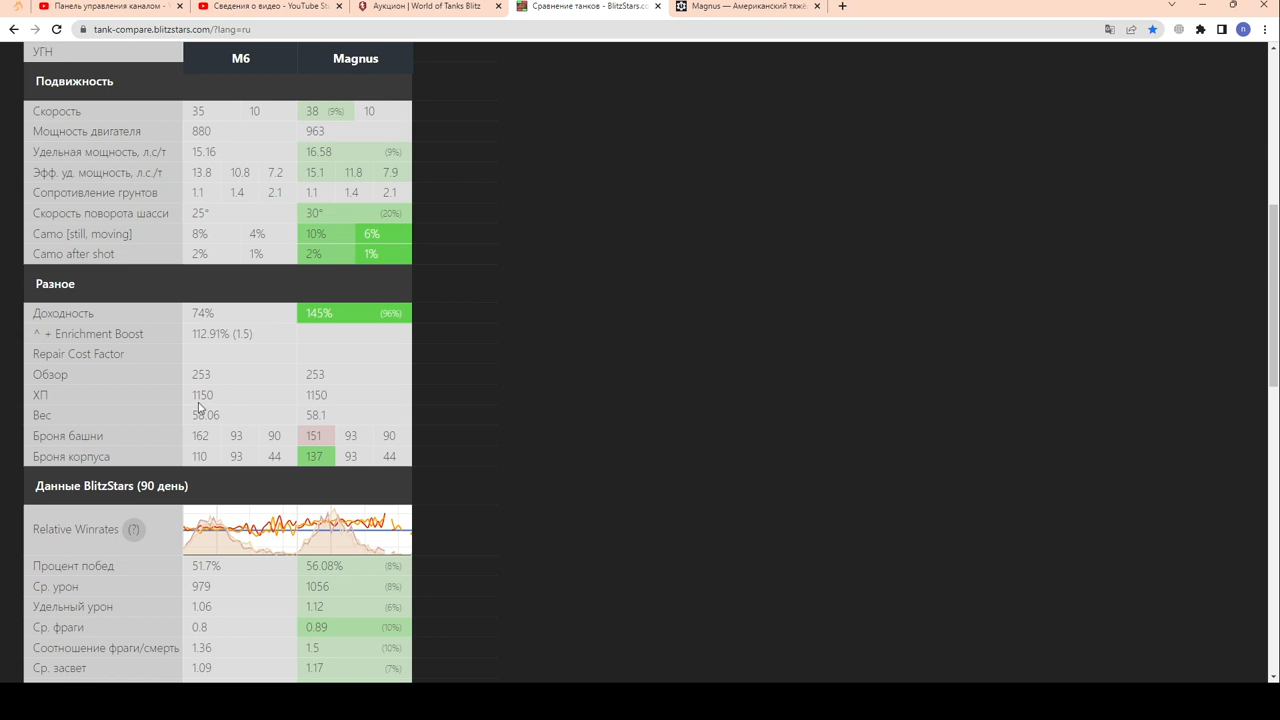 Панель управления каналом - Y
Сведения о видео - YouTube St
Аукцион | World of Tanks Blitz
Сравнение танков - BlitzStars.co
Magnus — Американский тяжё
tank-compare.blitzstars.com/?lang=ru
п
УГН M6 Magnus
Подвижность
Скорость 35 10 38 (9%) 10
Мощность двигателя 880 963
Удельная мощность, л.с/т 15.16 16.58 (9%)
Эфф. уд. мощность, л.с./т 13.8 10.8 7.2 15.1 11.8 7.9
Сопротивление грунтов 1.1 1.4 2.1 1.1 1.4 2.1
Скорость поворота шасси 25° 30° (20%)
Camo [still, moving] 8% 4% 10% 6%
Camo after shot 2% 1% 2% 1%
Разное
Доходность 74% 145% (96%)
^ + Enrichment Boost 112.91% (1.5)
Repair Cost Factor
Обзор 253 253
ХП 1150 1150
Вес 58.06 58.1
Броня башни 162 93 90 151 93 90
Броня корпуса 110 93 44 137 93 44
Данные BlitzStars (90 день)
Relative Winrates (?)
Процент побед 51.7% 56.08% (8%)
Ср. урон 979 1056 (8%)
Удельный урон 1.06 1.12 (6%)
Ср. фраги 0.8 0.89 (10%)
Соотношение фраги/смерть 1.36 1.5 (10%)
Ср. засвет 1.09 1.17 (7%)